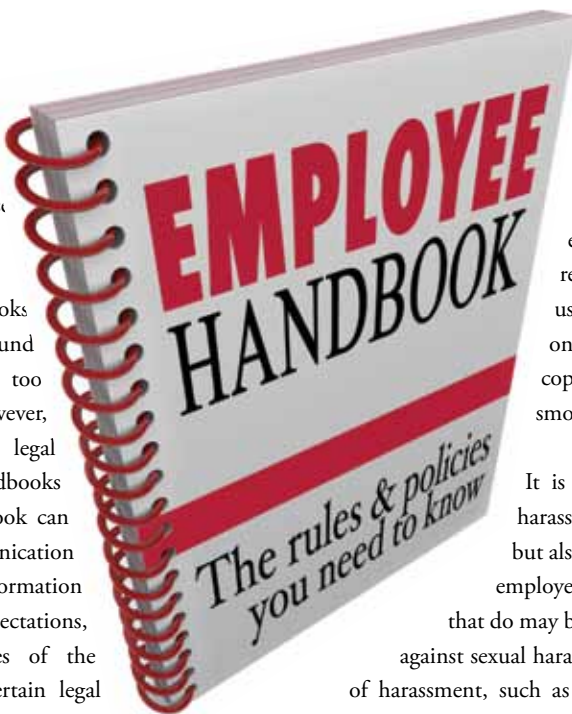 EMPLOYEE
HANDBOOK
The rules & policies
you need to know
und
too
wever,
legal
dbooks
ook can
nication
ormation
ectations,
es of the
ertain legal
e
re
us
on
cop
smo
It is
harass
but als
employe
that do may b
against sexual hara
of harassment, such as